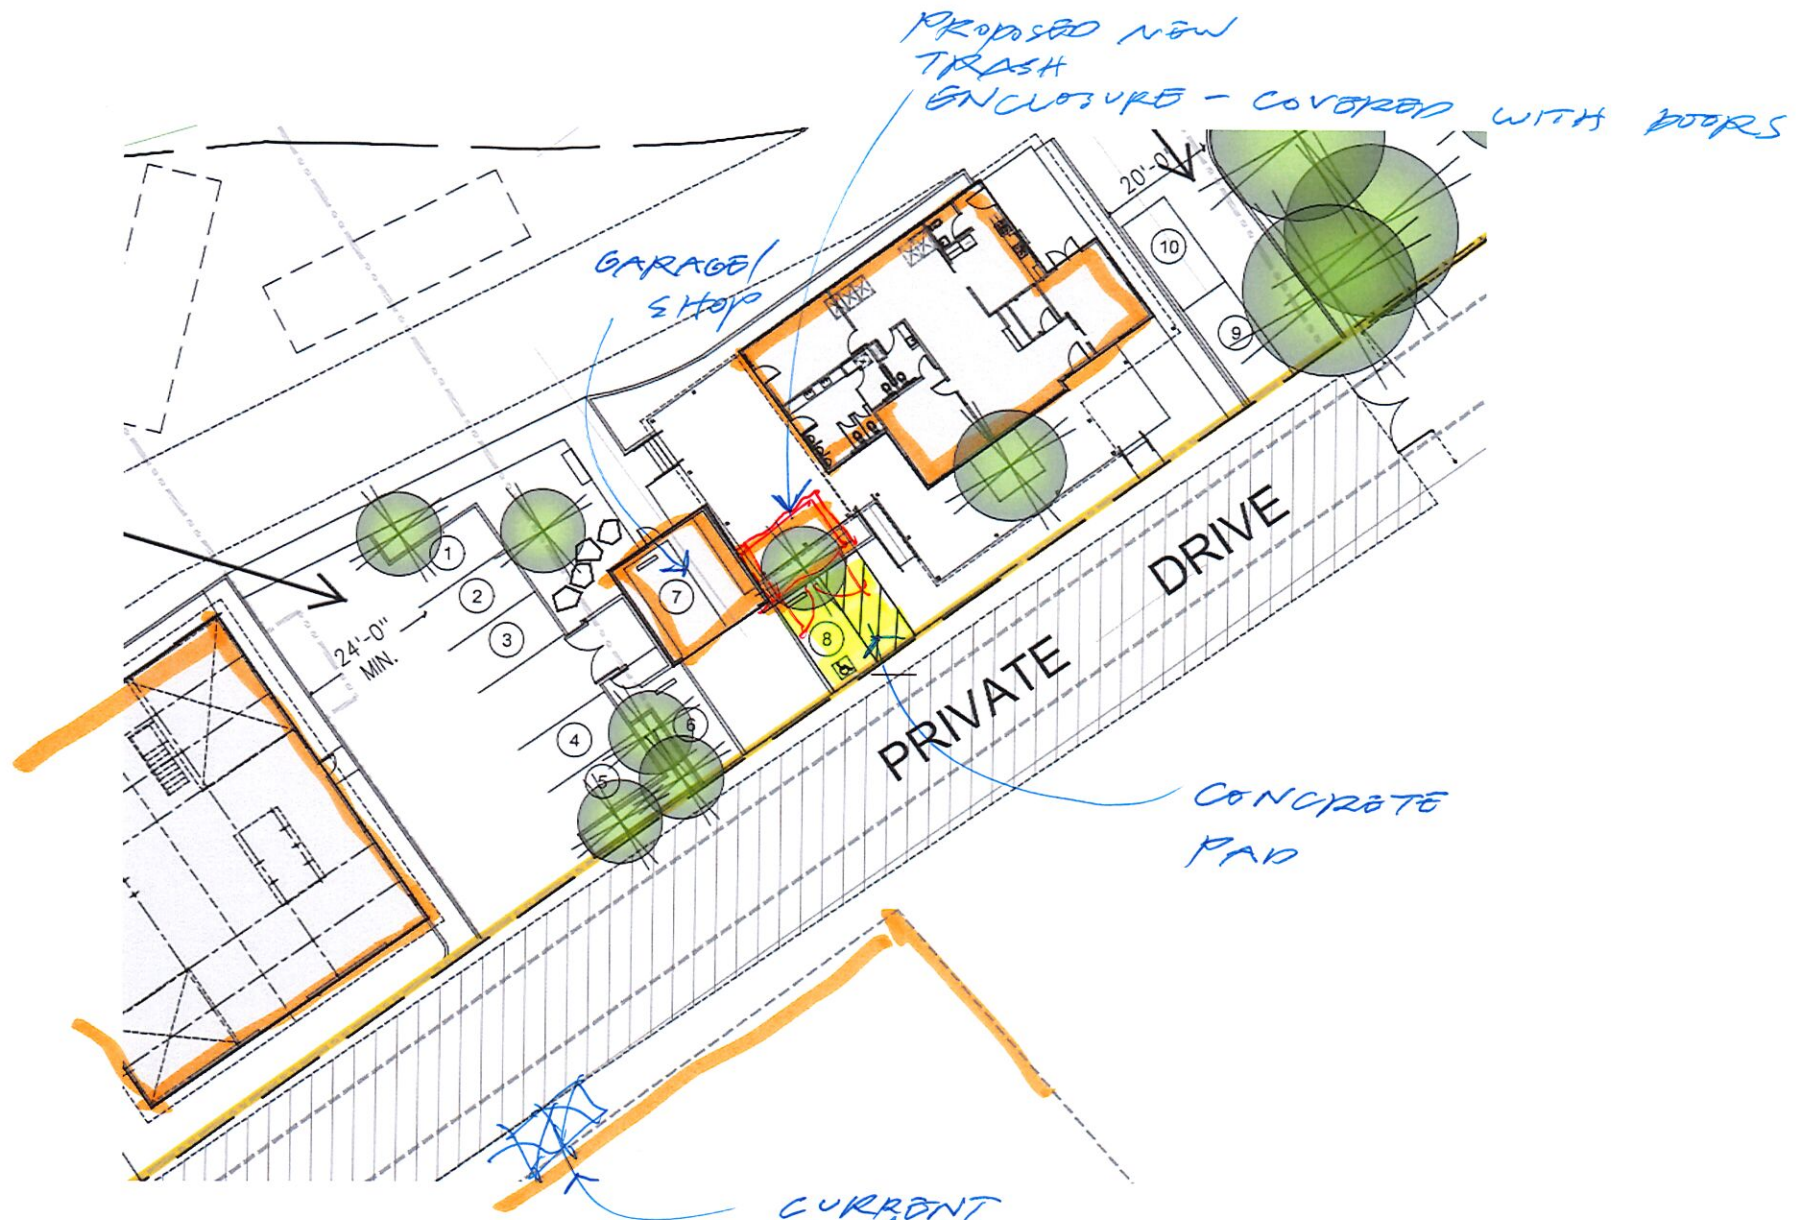 PROPOSED NEW
TRASH
ENCLOSURE - COVERED WITH DOORS
20'-0"
GARAGE/
SHOP
10
9
1
2
3
24'-0"
MIN.
7
8
4
6
5
PRIVATE DRIVE
CONCRETE
PAD
CURRENT